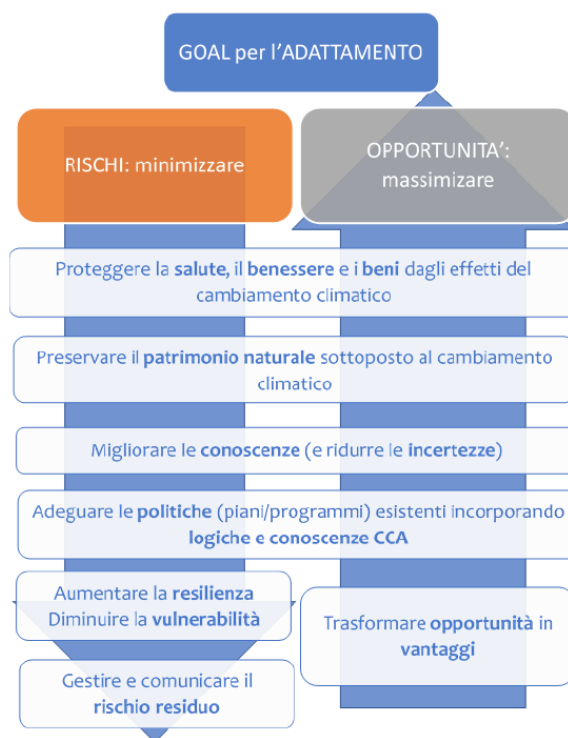 GOAL per l'ADATTAMENTO
RISCHI: minimizzare
OPPORTUNITA':
massimizare
Proteggere la salute, il benessere e i beni dagli effetti del
cambiamento climatico
Preservare il patrimonio naturale sottoposto al cambiamento
climatico
Migliorare le conoscenze (e ridurre le incertezze)
Adeguare le politiche (piani/programmi) esistenti incorporando
logiche e conoscenze CCA
Aumentare la resilienza
Diminuire la vulnerabilità
Trasformare opportunità in
vantaggi
Gestire e comunicare il
rischio residuo